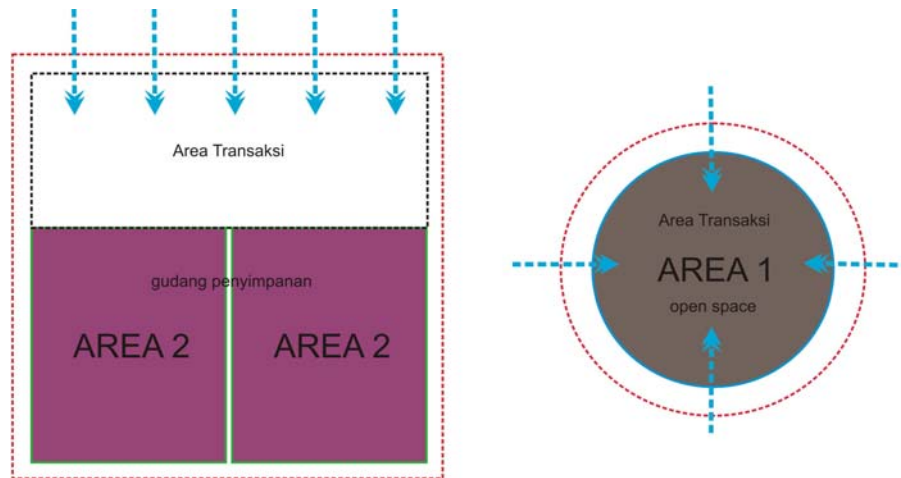 Area Transaksi
gudang penyimpanan
AREA 2
AREA 2
Area Transaksi
AREA 1
open space